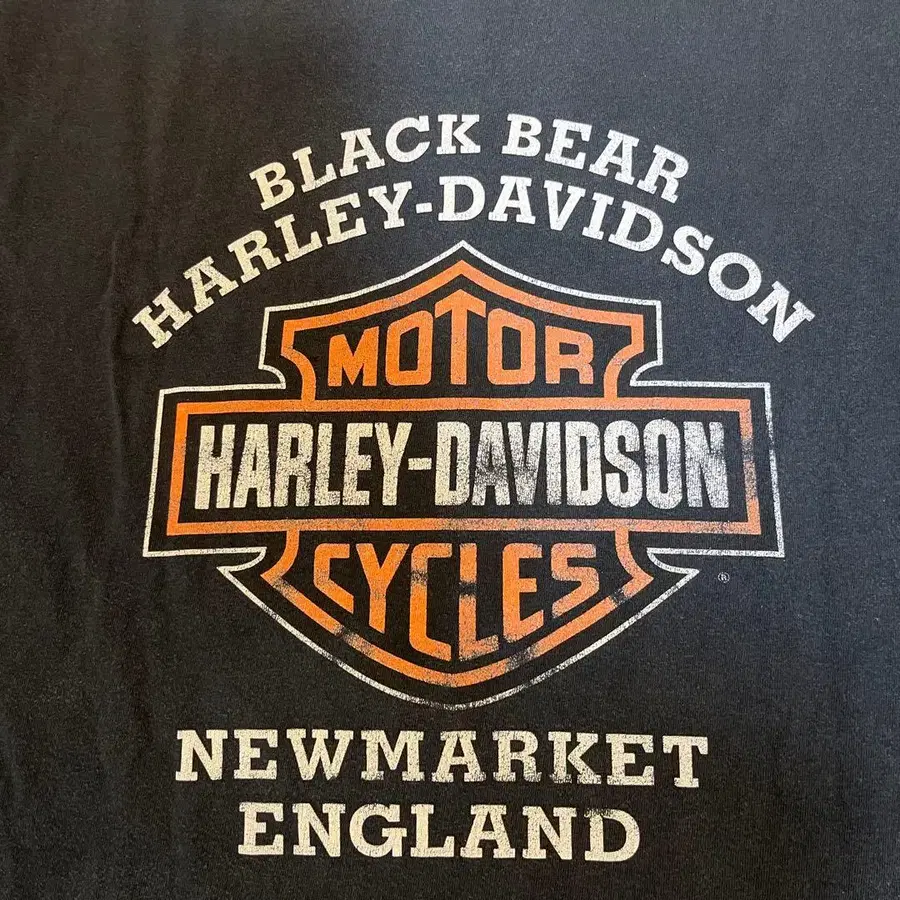 BLACK BEAR
HARLEY-DAVIDSON
MOTOR
HARLEY-DAVIDSON
CYCLES
®
NEWMARKET
ENGLAND